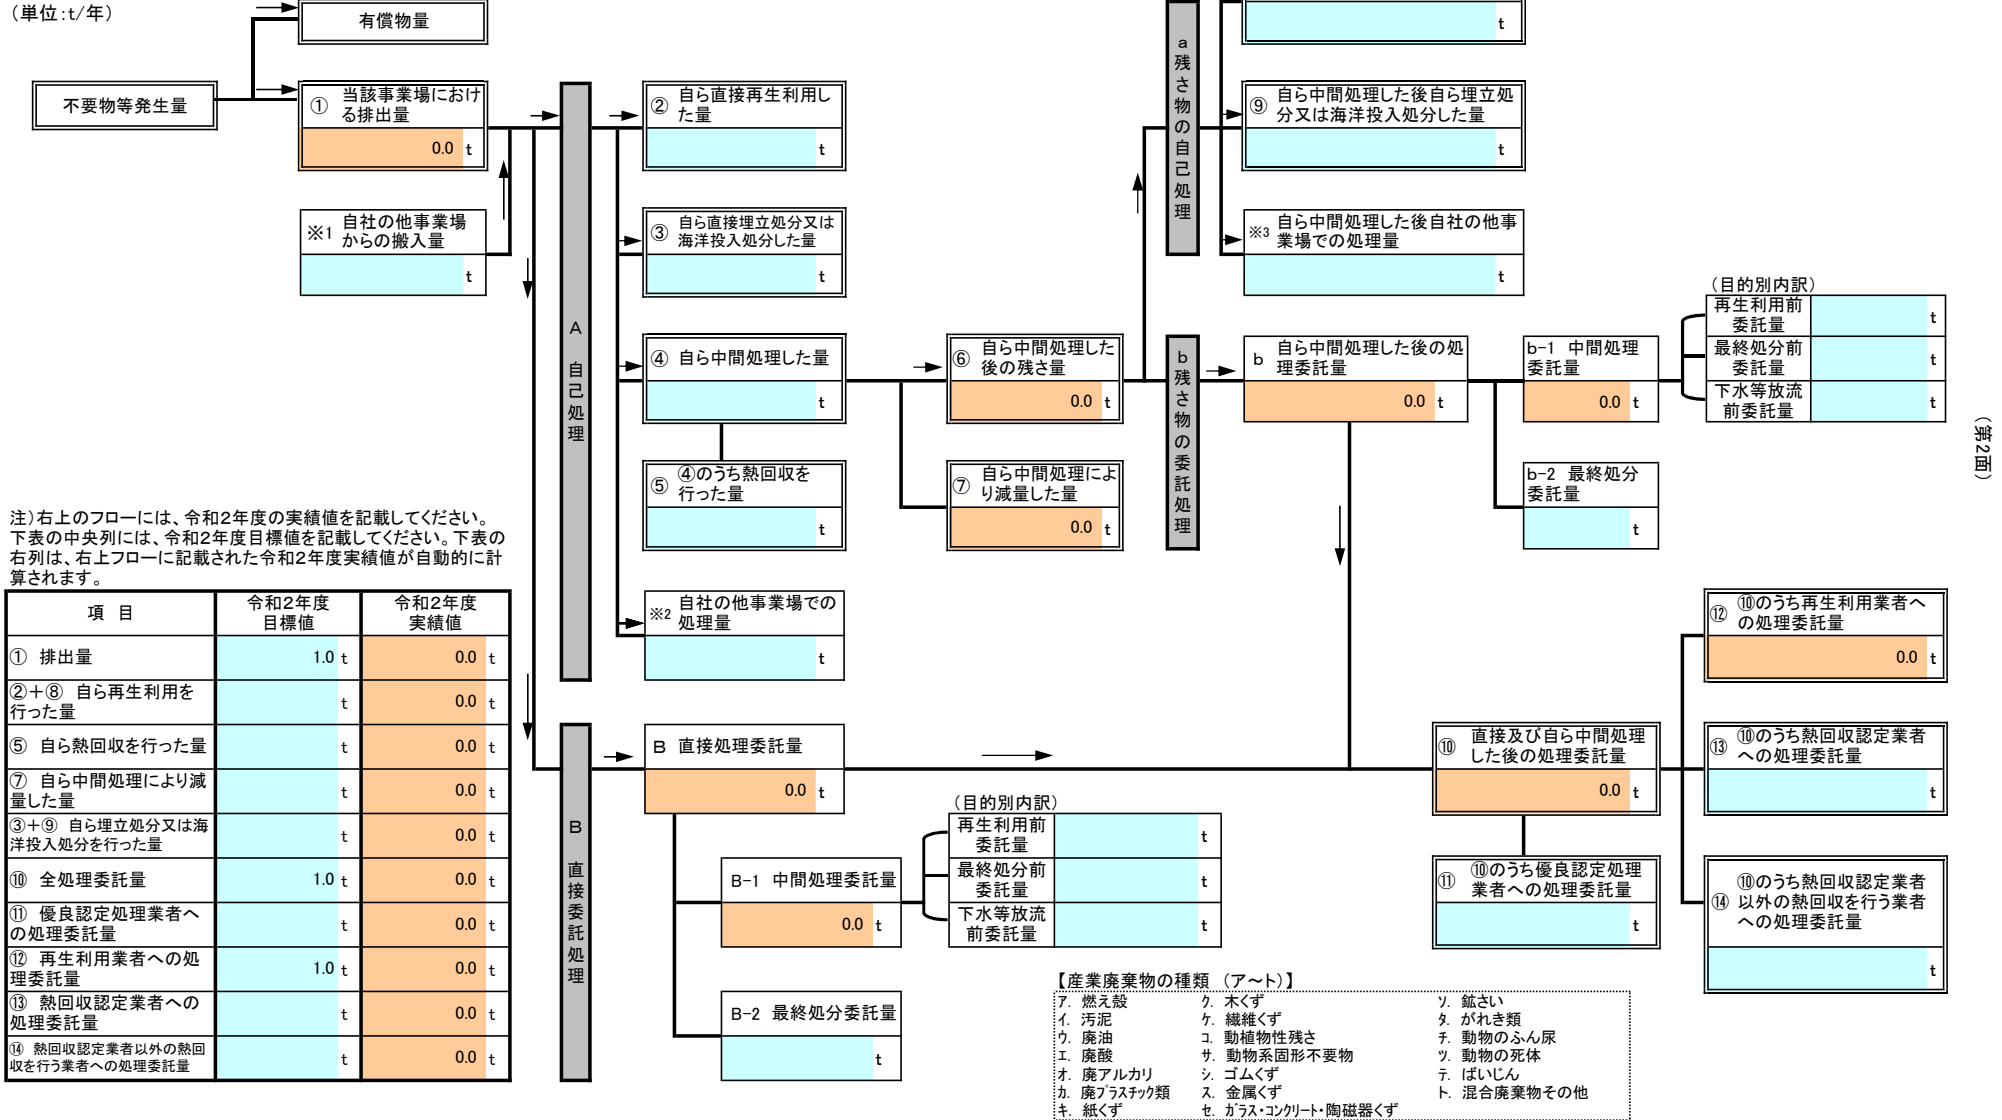 (単位:t/年)
有償物量
不要物等発生量
① 当該事業場におけ
る排出量
0.0 t
※1 自社の他事業場
からの搬入量
t
A
自己処理
② 自ら直接再生利用し
た量
t
③ 自ら直接埋立処分又は
海洋投入処分した量
t
④ 自ら中間処理した量
t
⑤ ④のうち熱回収を
行った量
t
※2 自社の他事業場での
処理量
t
⑥ 自ら中間処理した
後の残さ量
0.0 t
⑦ 自ら中間処理によ
り減量した量
0.0 t
a
残さ物の自己処理
t
⑨ 自ら中間処理した後自ら埋立処
分又は海洋投入処分した量
t
※3 自ら中間処理した後自社の他事
業場での処理量
t
b
残さ物の委託処理
b 自ら中間処理した後の処
理委託量
0.0 t
b-1 中間処理
委託量
0.0 t
b-2 最終処分
委託量
t
(目的別内訳)
再生利用前
委託量
t
最終処分前
委託量
t
下水等放流
前委託量
t
(第2面)
注)右上のフローには、令和2年度の実績値を記載してください。
下表の中央列には、令和2年度目標値を記載してください。下表の
右列は、右上フローに記載された令和2年度実績値が自動的に計
算されます。
項 目 令和2年度 令和2年度
目標値 実績値
① 排出量 1.0 t 0.0 t
②+⑧ 自ら再生利用を
行った量 t 0.0 t
⑤ 自ら熱回収を行った量 t 0.0 t
⑦ 自ら中間処理により減
量した量 t 0.0 t
③+⑨ 自ら埋立処分又は海
洋投入処分を行った量 t 0.0 t
⑩ 全処理委託量 1.0 t 0.0 t
⑪ 優良認定処理業者へ
の処理委託量 t 0.0 t
⑫ 再生利用業者への処
理委託量 1.0 t 0.0 t
⑬ 熱回収認定業者への
処理委託量 t 0.0 t
⑭ 熱回収認定業者以外の熱回
収を行う業者への処理委託量 t 0.0 t
B
直接委託処理
B 直接処理委託量
0.0 t
B-1 中間処理委託量
0.0 t
B-2 最終処分委託量
t
(目的別内訳)
再生利用前
委託量
t
最終処分前
委託量
t
下水等放流
前委託量
t
⑩ 直接及び自ら中間処理
した後の処理委託量
0.0 t
⑪ ⑩のうち優良認定処理
業者への処理委託量
t
⑫ ⑩のうち再生利用業者へ
の処理委託量
0.0 t
⑬ ⑩のうち熱回収認定業者
への処理委託量
t
⑭ ⑩のうち熱回収認定業者
以外の熱回収を行う業者
への処理委託量
t
【産業廃棄物の種類 (ア~ト)】
ア. 燃え殻 ク. 木くず ソ. 鉱さい
イ. 汚泥 ケ. 繊維くず タ. がれき類
ウ. 廃油 コ. 動植物性残さ チ. 動物のふん尿
エ. 廃酸 サ. 動物系固形不要物 ツ. 動物の死体
オ. 廃アルカリ シ. ゴムくず テ. ばいじん
カ. 廃プラスチック類 ス. 金属くず ト. 混合廃棄物その他
キ. 紙くず セ. ガラス・コンクリート・陶磁器くず